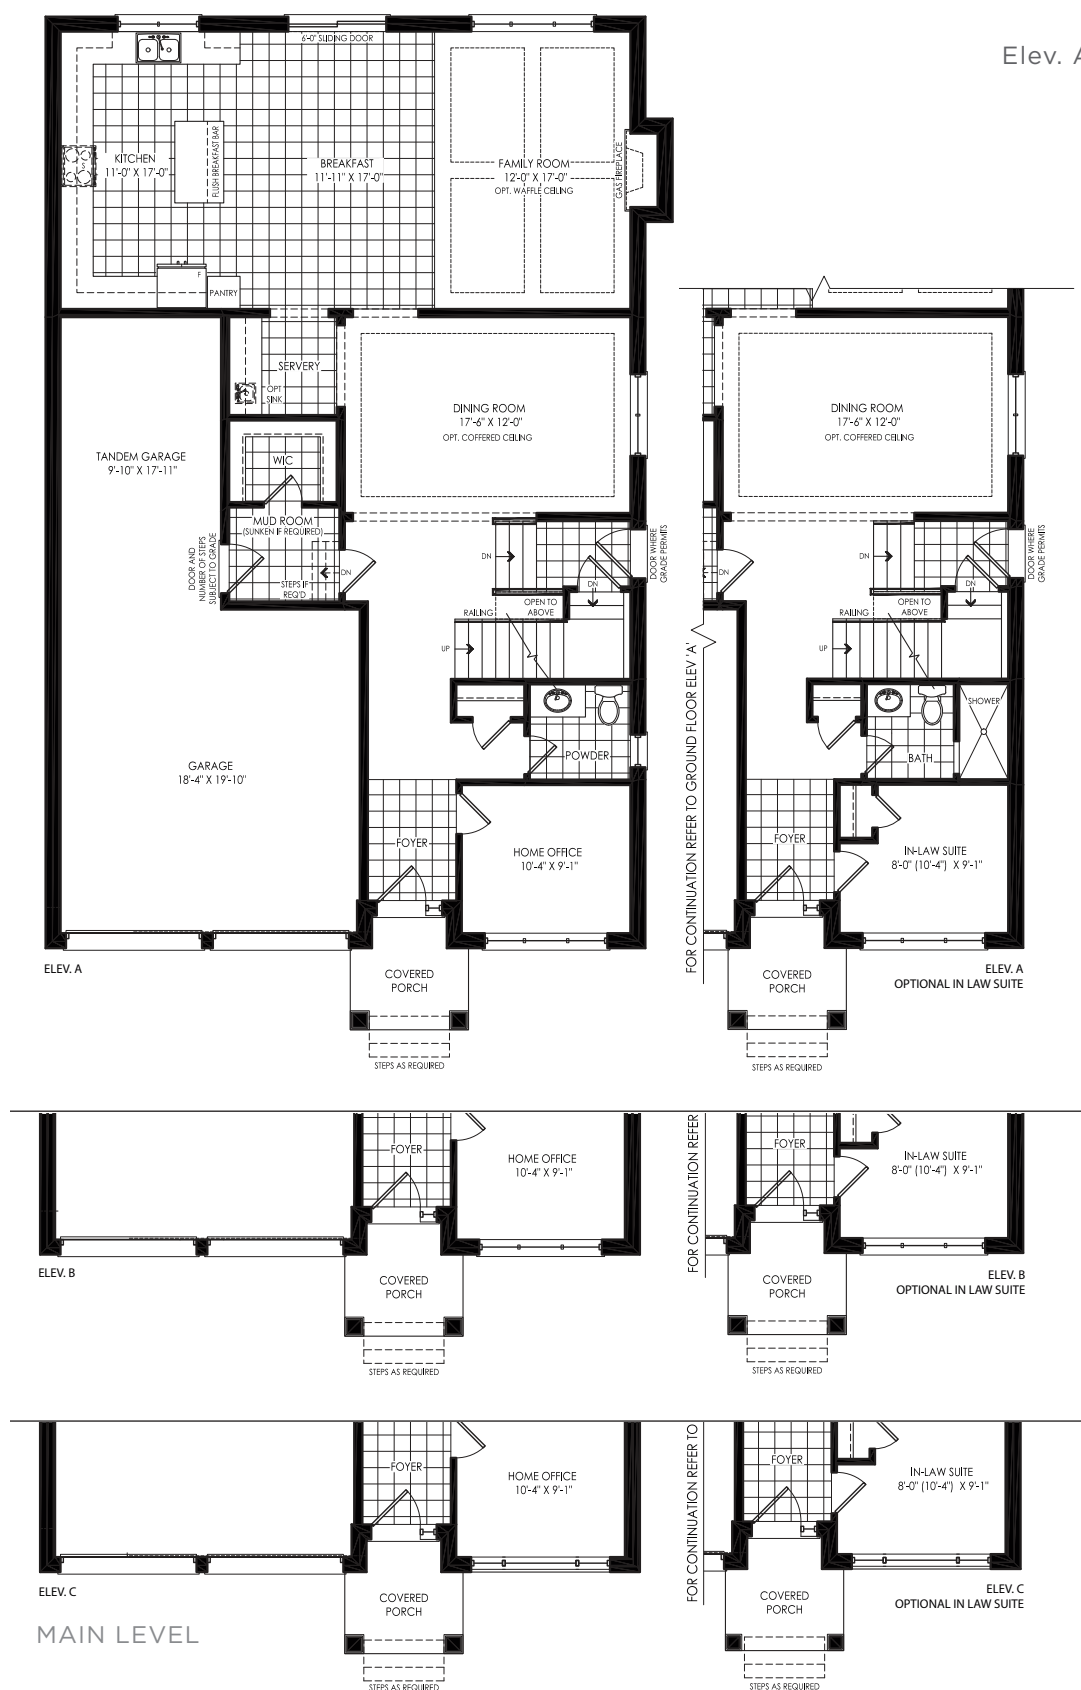 Elev. A
6'-0" SLIDING DOOR
KITCHEN
11'-0" X 17'-0"
FLUSH BREAKFAST BAR
BREAKFAST
11'-11" X 17'-0"
FAMILY ROOM
12'-0" X 17'-0"
OPT. WAFFLE CEILING
GAS FIREPLACE
F
PANTRY
SERVERY
OPT
SINK
DINING ROOM
17'-6" X 12'-0"
OPT. COFFERED CEILING
TANDEM GARAGE
9'-10" X 17'-11"
WIC
MUD ROOM
(SUNKEN IF REQUIRED)
DN
STEPS IF
REQ'D
DOOR AND
NUMBER OF STEPS
SUBJECT TO GRADE
DN
DN
DOOR WHERE
GRADE PERMITS
RAILING
OPEN TO
ABOVE
UP
POWDER
GARAGE
18'-4" X 19'-10"
FOYER
HOME OFFICE
10'-4" X 9'-1"
ELEV. A
COVERED
PORCH
STEPS AS REQUIRED
DINING ROOM
17'-6" X 12'-0"
OPT. COFFERED CEILING
DN
DN
DN
DOOR WHERE
GRADE PERMITS
RAILING
OPEN TO
ABOVE
UP
SHOWER
BATH
FOR CONTINUATION REFER TO GROUND FLOOR ELEV 'A'
FOYER
IN-LAW SUITE
8'-0" (10'-4") X 9'-1"
COVERED
PORCH
ELEV. A
OPTIONAL IN LAW SUITE
STEPS AS REQUIRED
FOYER
HOME OFFICE
10'-4" X 9'-1"
ELEV. B
COVERED
PORCH
STEPS AS REQUIRED
FOR CONTINUATION REFER
FOYER
IN-LAW SUITE
8'-0" (10'-4") X 9'-1"
COVERED
PORCH
ELEV. B
OPTIONAL IN LAW SUITE
STEPS AS REQUIRED
FOYER
HOME OFFICE
10'-4" X 9'-1"
ELEV. C
COVERED
PORCH
STEPS AS REQUIRED
FOR CONTINUATION REFER TO
FOYER
IN-LAW SUITE
8'-0" (10'-4") X 9'-1"
COVERED
PORCH
ELEV. C
OPTIONAL IN LAW SUITE
STEPS AS REQUIRED
MAIN LEVEL